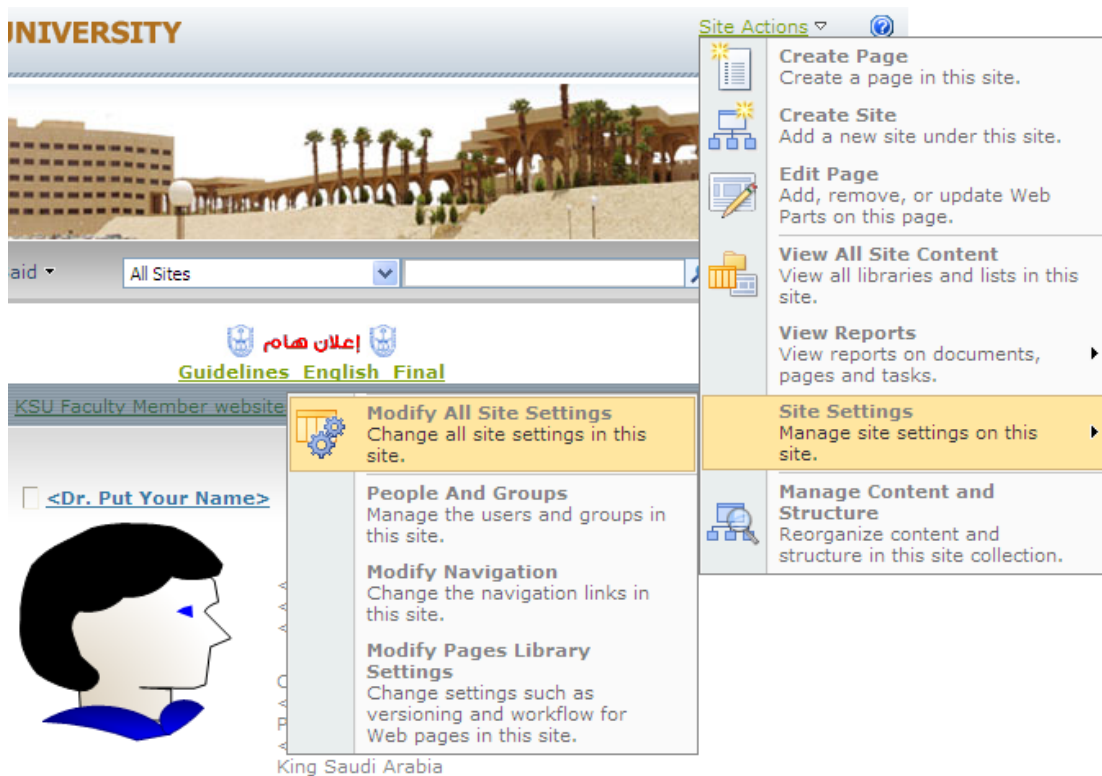 UNIVERSITY
Site Actions
Create Page
Create a page in this site.
Create Site
Add a new site under this site.
Edit Page
Add, remove, or update Web
Parts on this page.
View All Site Content
View all libraries and lists in this
site.
View Reports
View reports on documents,
pages and tasks.
Site Settings
Manage site settings on this
site.
Manage Content and
Structure
Reorganize content and
structure in this site collection.
aid
All Sites
إعلان هام
Guidelines English Final
KSU Faculty Member website
Modify All Site Settings
Change all site settings in this
site.
People And Groups
Manage the users and groups in
this site.
Modify Navigation
Change the navigation links in
this site.
Modify Pages Library
Settings
Change settings such as
versioning and workflow for
Web pages in this site.
<Dr. Put Your Name>
<
<
<
C
<
P
<
King Saudi Arabia